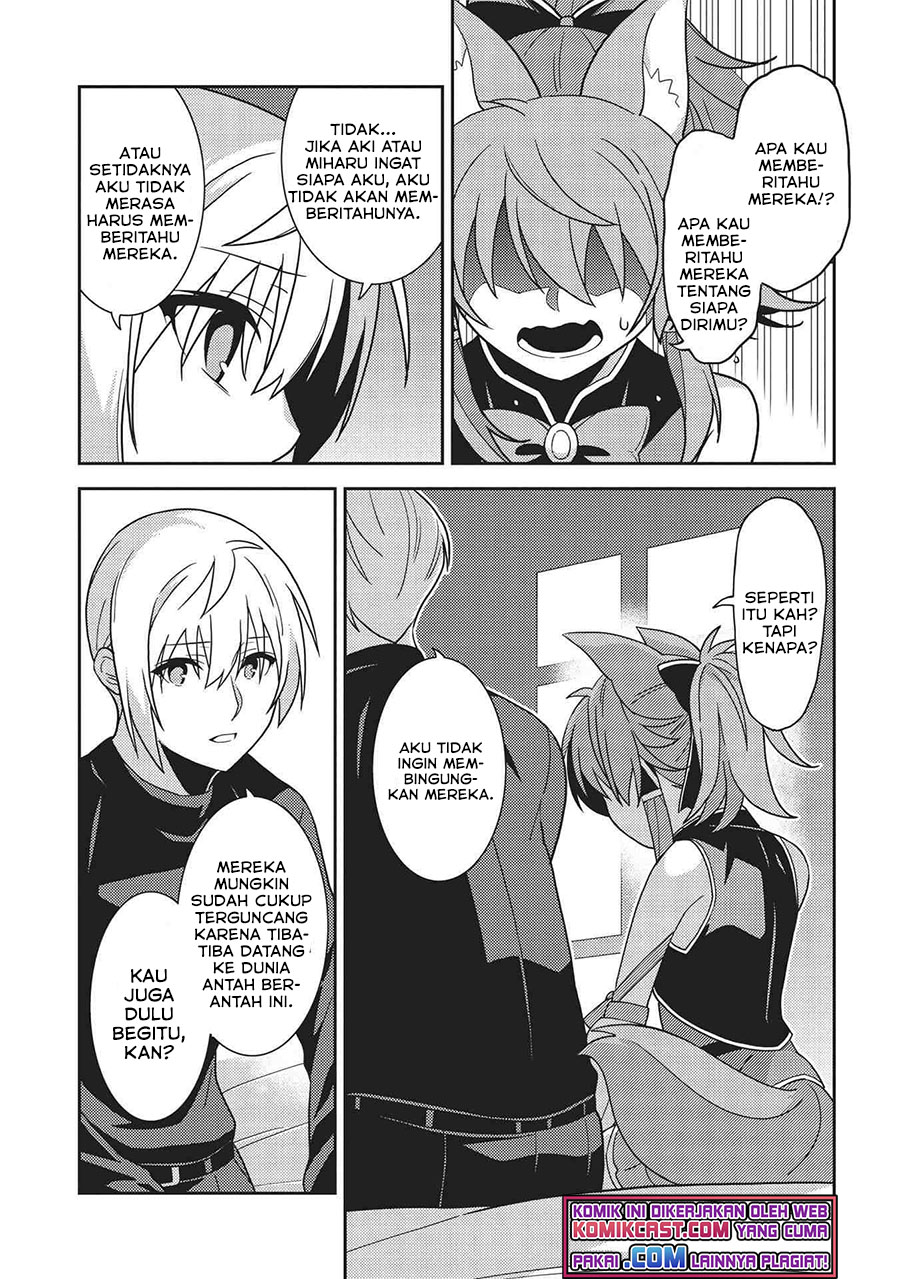 APA KAU
MEMBE-
RITAHU
MEREKA!?
APA KAU
MEMBE-
RITAHU
MEREKA
TENTANG
SIAPA
DIRIMU?
TIDAK...
JIKA AKI ATAU
MIHARU INGAT
SIAPA AKU, AKU
TIDAK AKAN MEM-
BERITAHUNYA.
ATAU
SETIDAKNYA
AKU TIDAK
MERASA
HARUS MEM-
BERITAHU
MEREKA.
SEPERTI
ITU KAH?
TAPI
KENAPA?
AKU TIDAK
INGIN MEM-
BINGUNG-
KAN MEREKA.
MEREKA
MUNGKIN
SUDAH CUKUP
TERGUNCANG
KARENA TIBA-
TIBA DATANG
KE DUNIA
ANTAH BER-
ANTAH INI.
KAU
JUGA
DULU
BEGITU,
KAN?
KOMIK INI DIKERJAKAN OLEH WEB
KOMIKCAST.COM YANG CUMA
PAKAI .COM LAINNYA PLAGIAT!